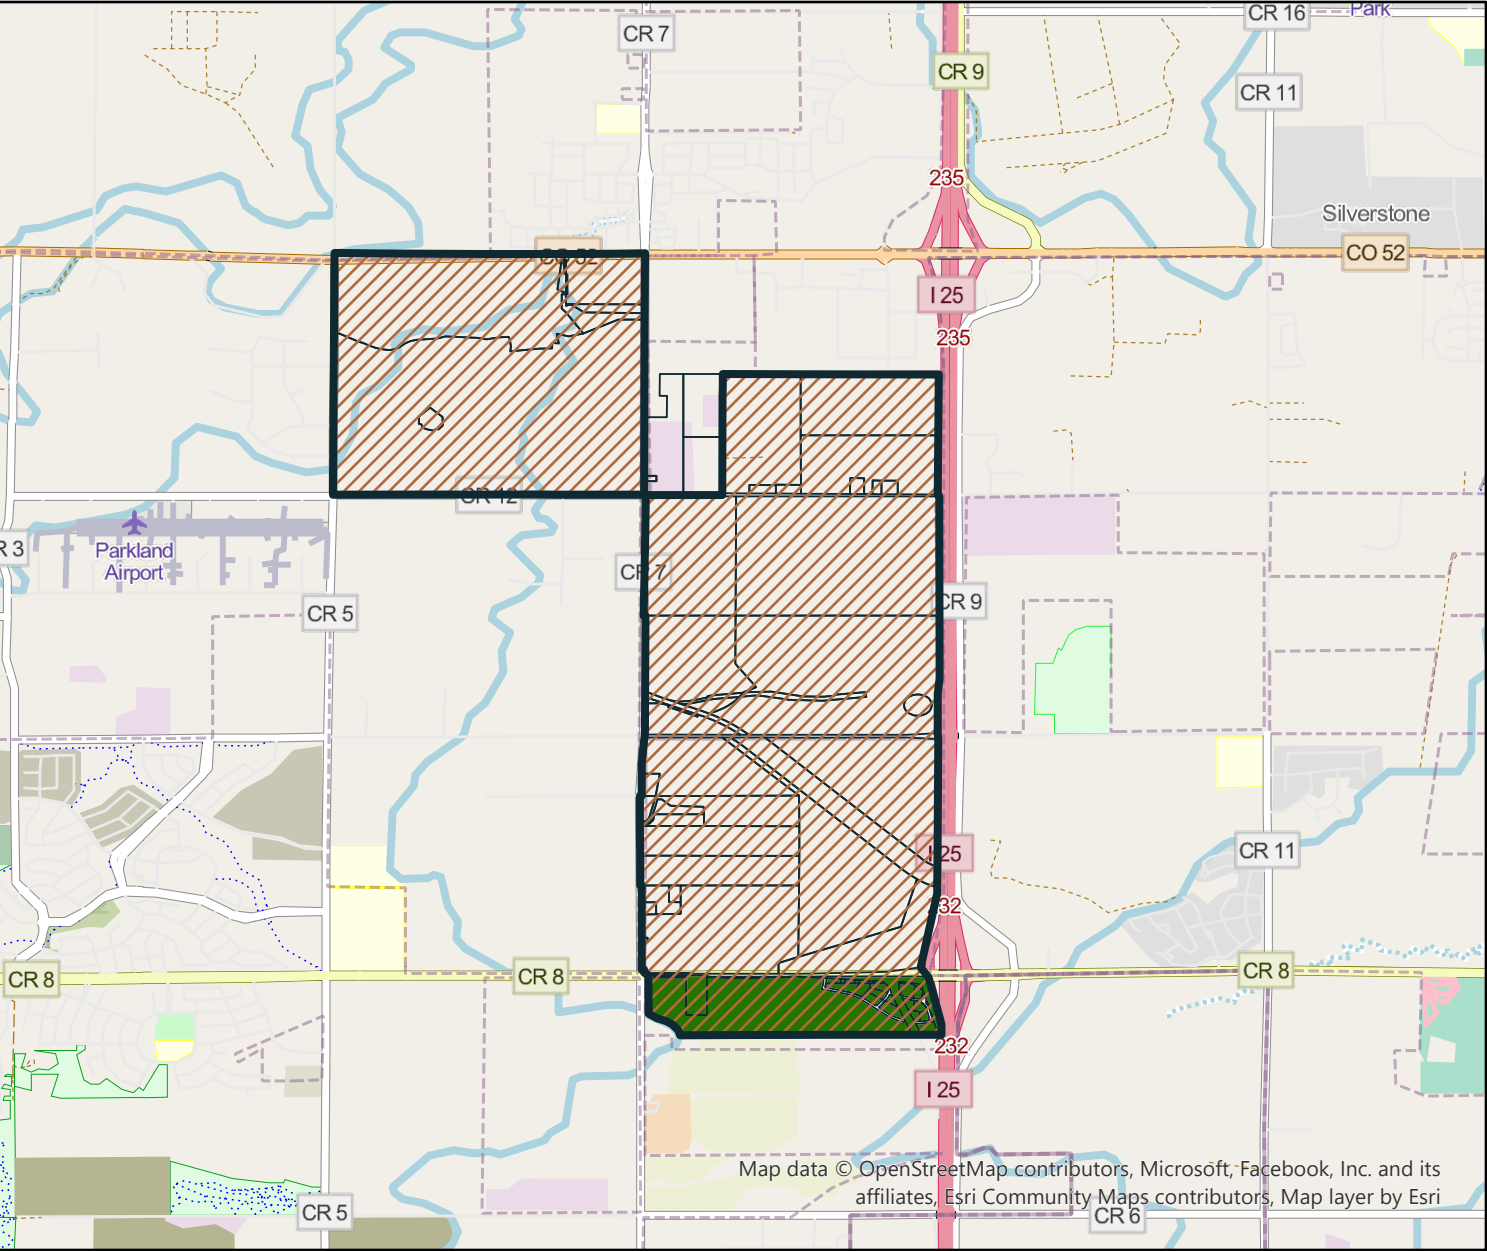 CR 16
Park
CR 7
CR 9
CR 11
235
Silverstone
CO 52
CO 52
I 25
235
CR 12
R 3
Parkland
Airport
CR 7
CR 9
CR 5
I 25
CR 11
32
CR 8
CR 8
CR 8
232
I 25
Map data © OpenStreetMap contributors, Microsoft, Facebook, Inc. and its
affiliates, Esri Community Maps contributors, Map layer by Esri
CR 5
CR 6